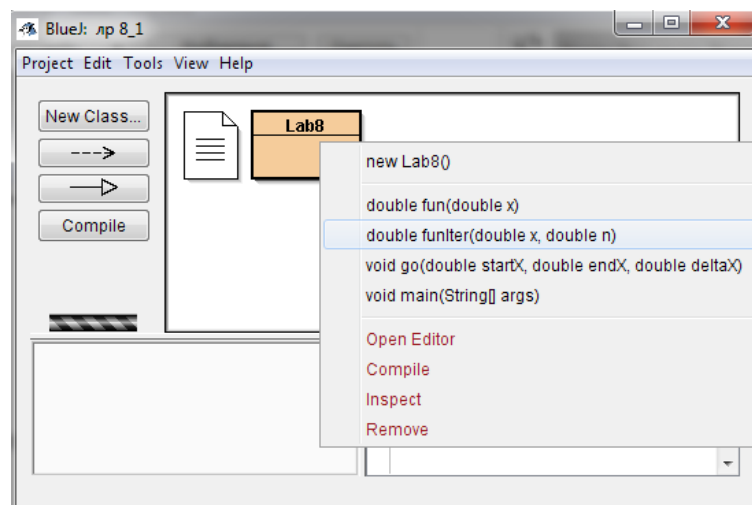 BlueJ: лр 8_1
Project Edit Tools View Help
New Class...
Compile
Lab8
new Lab8()
double fun(double x)
double funIter(double x, double n)
void go(double startX, double endX, double deltaX)
void main(String[] args)
Open Editor
Compile
Inspect
Remove